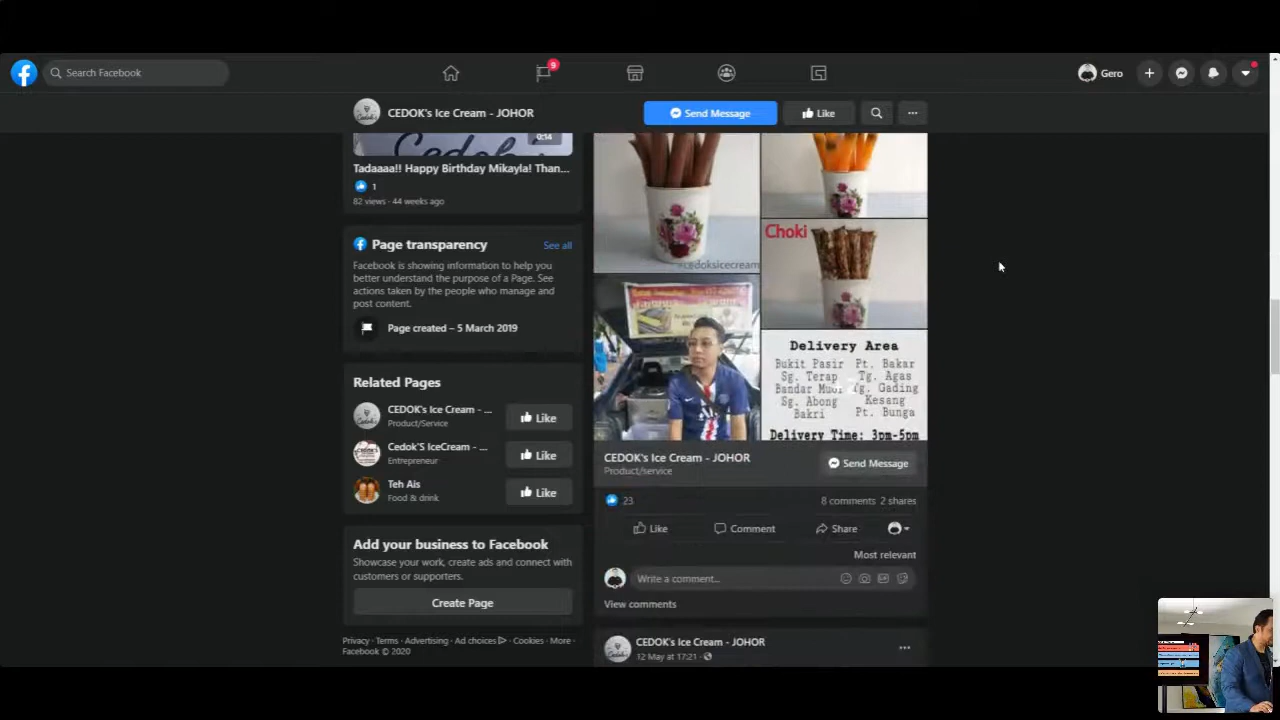 Search Facebook
9
Gero
CEDOK's Ice Cream - JOHOR
Send Message
Like
0:14
Tadaaaa!! Happy Birthday Mikayla! Than...
1
82 views · 44 weeks ago
Page transparency
See all
Facebook is showing information to help you
better understand the purpose of a Page. See
actions taken by the people who manage and
post content.
Page created – 5 March 2019
Related Pages
CEDOK's Ice Cream - ...
Product/Service
Like
Cedok'S IceCream - ...
Entrepreneur
Like
Teh Ais
Food & drink
Like
Add your business to Facebook
Showcase your work, create ads and connect with
customers or supporters.
Create Page
Privacy · Terms · Advertising · Ad choices · Cookies · More ·
Facebook © 2020
cedoksicecream
Choki
Delivery Area
Bukit Pasir Pt. Bakar
Sg. Terap Tg. Agas
Bandar Muar Tg. Gading
Sg. Abong Kesang
Bakri Pt. Bunga
Delivery Time: 3pm-5pm
CEDOK's Ice Cream - JOHOR
Product/service
Send Message
23
8 comments 2 shares
Like
Comment
Share
Most relevant
Write a comment...
View comments
CEDOK's Ice Cream - JOHOR
12 May at 17:21 ·